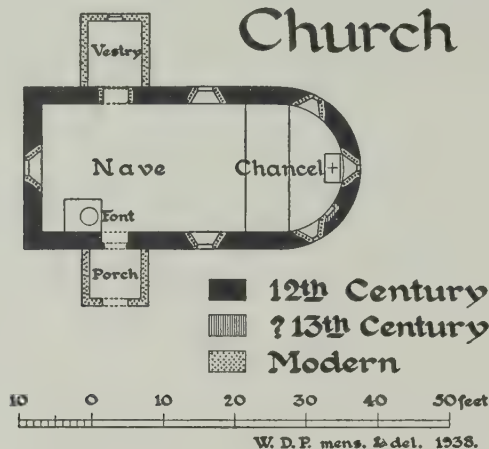 Church
Vestry
Nave
Chancel
Font
Porch
12th Century
? 13th Century
Modern
10 0 10 20 30 40 50 feet
W. D. P. mens. & del. 1938.